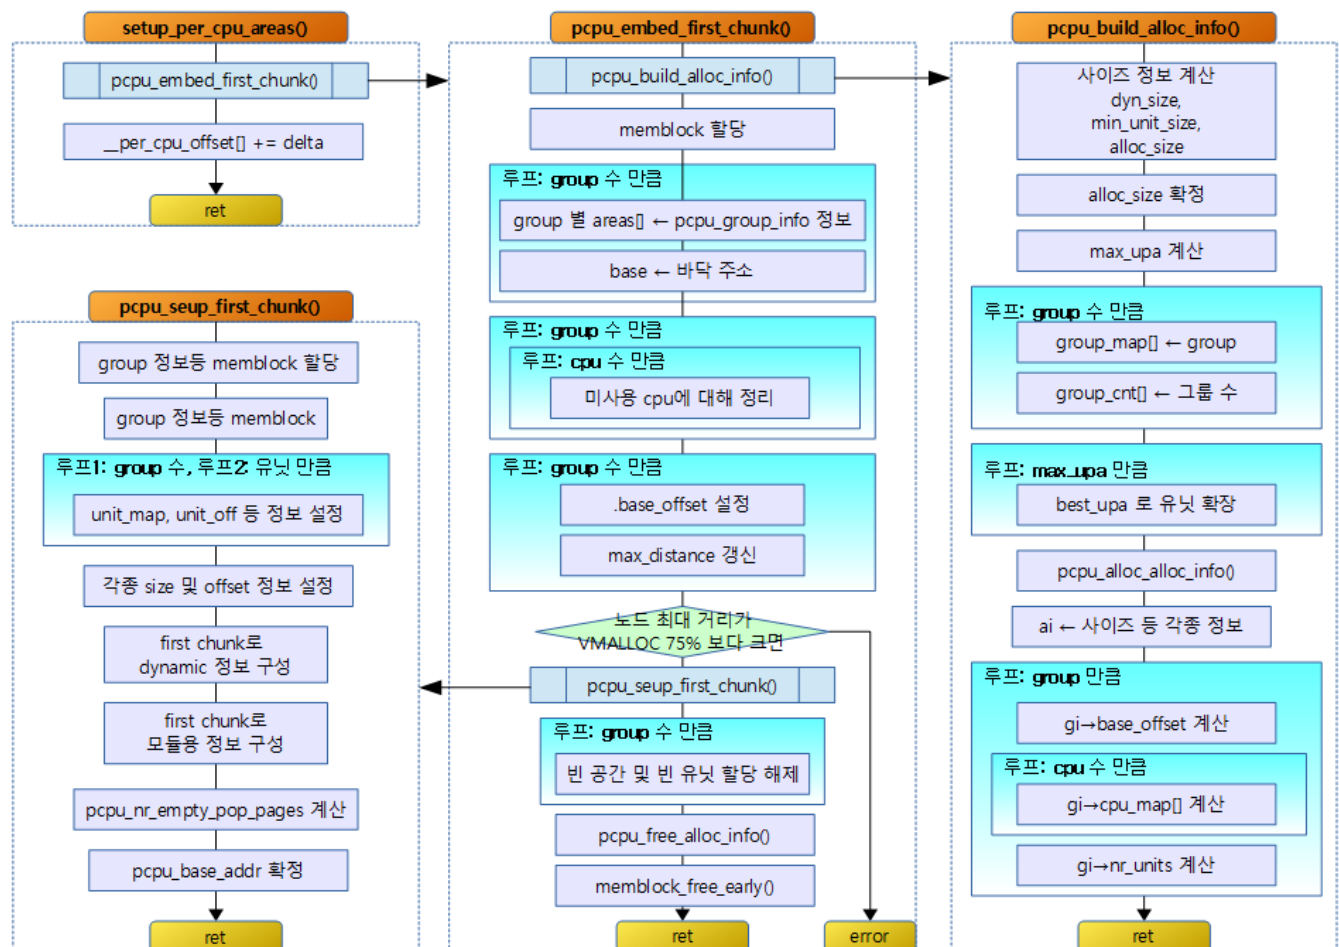 setup_per_cpu_areas()
pcpu_embed_first_chunk()
__per_cpu_offset[] += delta
ret
pcpu_seup_first_chunk()
group 정보등 memblock 할당
group 정보등 memblock
루프1: group 수, 루프2: 유닛 만큼
unit_map, unit_off 등 정보 설정
각종 size 및 offset 정보 설정
first chunk로
dynamic 정보 구성
first chunk로
모듈용 정보 구성
pcpu_nr_empty_pop_pages 계산
pcpu_base_addr 확정
ret
pcpu_embed_first_chunk()
pcpu_build_alloc_info()
memblock 할당
루프: group 수 만큼
group 별 areas[] ← pcpu_group_info 정보
base ← 바닥 주소
루프: group 수 만큼
루프: cpu 수 만큼
미사용 cpu에 대해 정리
루프: group 수 만큼
.base_offset 설정
max_distance 갱신
노드 최대 거리가
VMALLOC 75% 보다 크면
pcpu_seup_first_chunk()
루프: group 수 만큼
빈 공간 및 빈 유닛 할당 해제
pcpu_free_alloc_info()
memblock_free_early()
ret
error
pcpu_build_alloc_info()
사이즈 정보 계산
dyn_size,
min_unit_size,
alloc_size
alloc_size 확정
max_upa 계산
루프: group 수 만큼
group_map[] ← group
group_cnt[] ← 그룹 수
루프: max_upa 만큼
best_upa 로 유닛 확장
pcpu_alloc_alloc_info()
ai ← 사이즈 등 각종 정보
루프: group 만큼
gi→base_offset 계산
루프: cpu 수 만큼
gi→cpu_map[] 계산
gi→nr_units 계산
ret